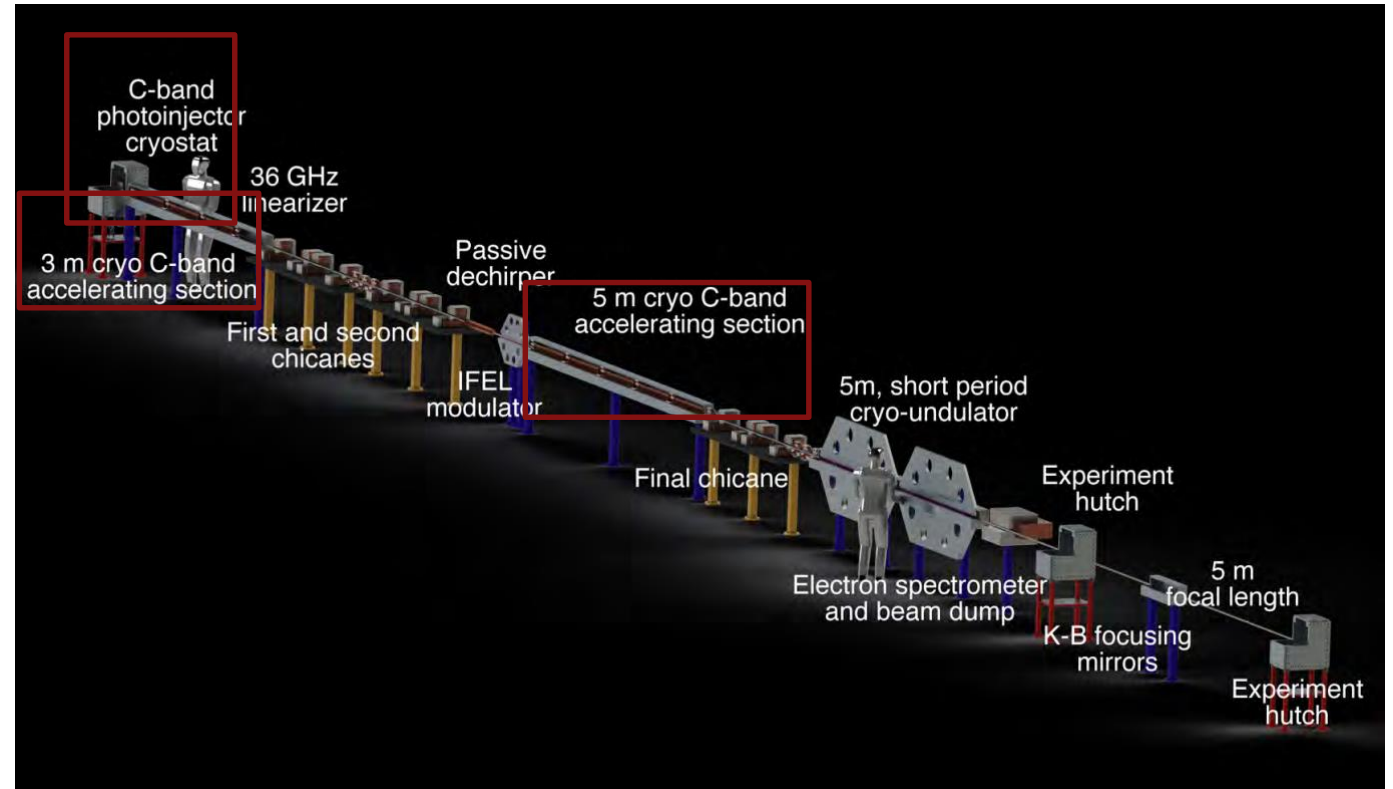 C-band
photoinjector
cryostat
36 GHz
linearizer
3 m cryo C-band
accelerating section
Passive
dechirper
First and second
chicanes
5 m cryo C-band
accelerating section
IFEL
modulator
5m, short period
cryo-undulator
Final chicane
Experiment
hutch
Electron spectrometer
and beam dump
5 m
focal length
K-B focusing
mirrors
Experiment
hutch